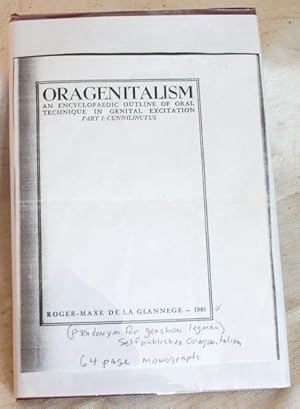 ORAGENITALISM
AN ENCYCLOPAEDIC OUTLINE OF ORAL
TECHNIQUE IN GENITAL EXCITATION
PART I: CUNNILINCTUS
ROGER-MAXE DE LA GLANNEGE – 1940
(pseudonym for gershon legman)
Self published Oragenitalism
64 page monograph